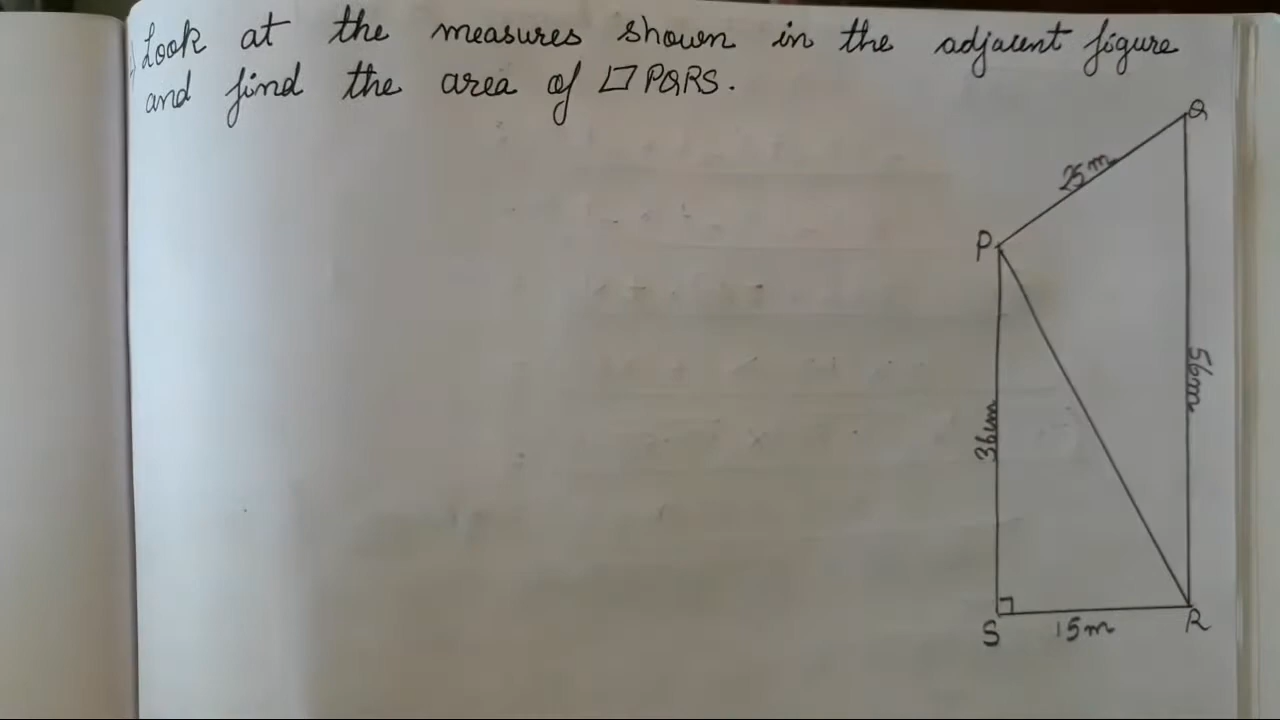 Look at the measures shown in the adjacent figure
and find the area of □PQRS.
Q
25m
P
56m
36m
S
15m
R